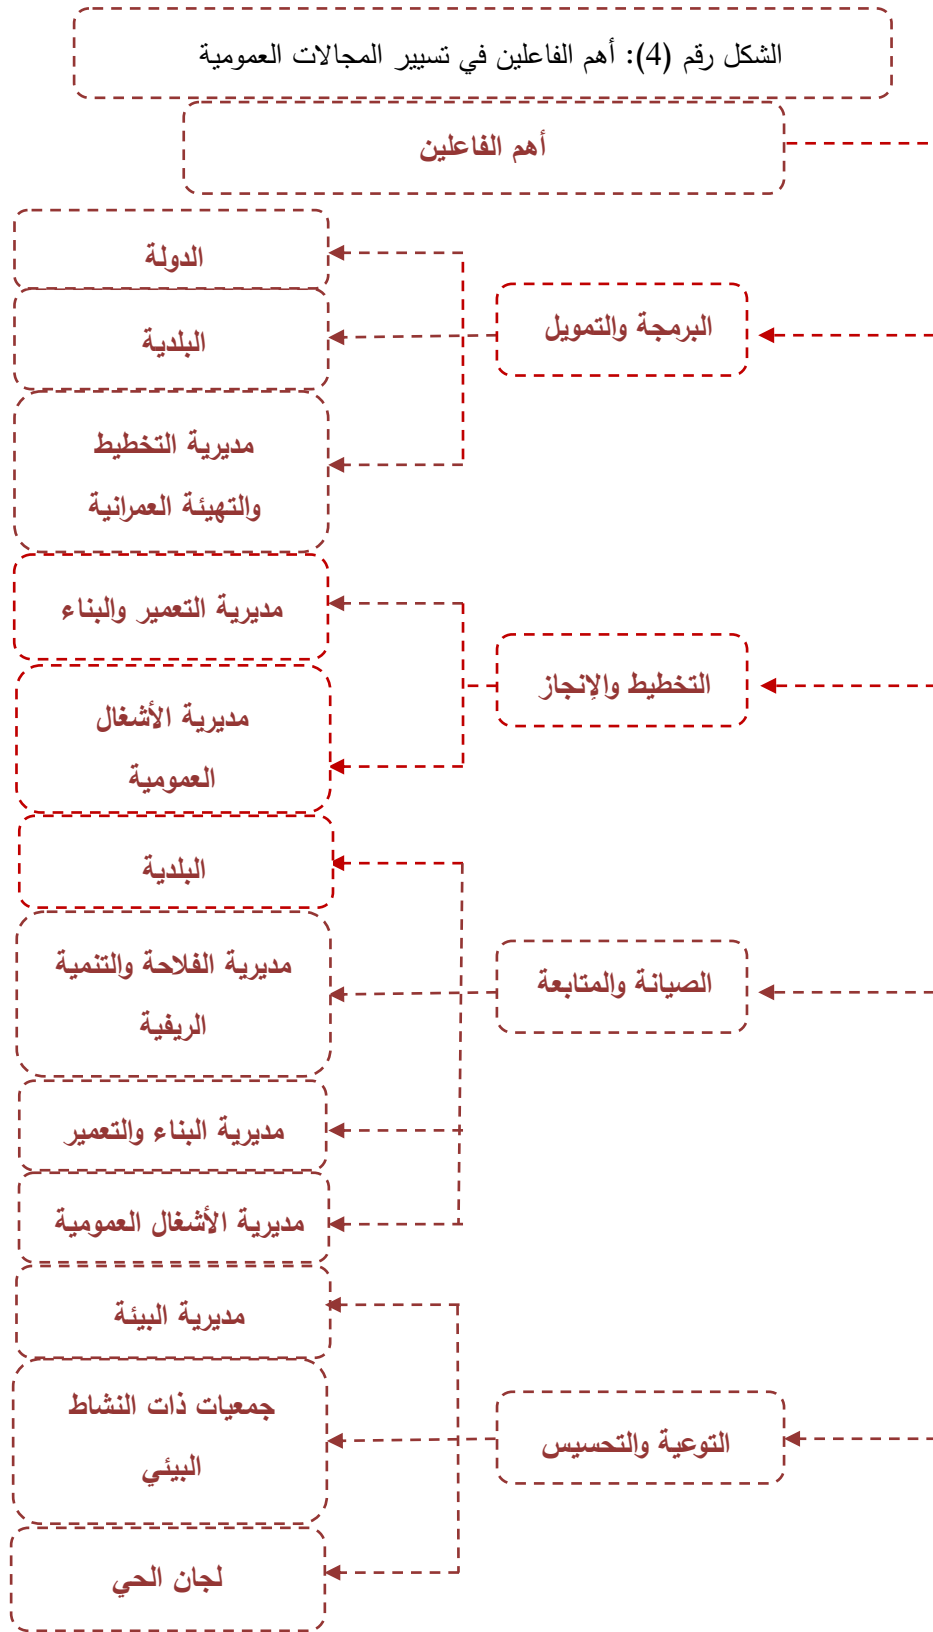 الشكل رقم (4): أهم الفاعلين في تسيير المجالات العمومية
أهم الفاعلين
البرمجة والتمويل
الدولة
البلدية
مديرية التخطيط
والتهيئة العمرانية
التخطيط والإنجاز
مديرية التعمير والبناء
مديرية الأشغال
العمومية
الصيانة والمتابعة
البلدية
مديرية الفلاحة والتنمية
الريفية
مديرية البناء والتعمير
مديرية الأشغال العمومية
التوعية والتحسيس
مديرية البيئة
جمعيات ذات النشاط
البيئي
لجان الحي